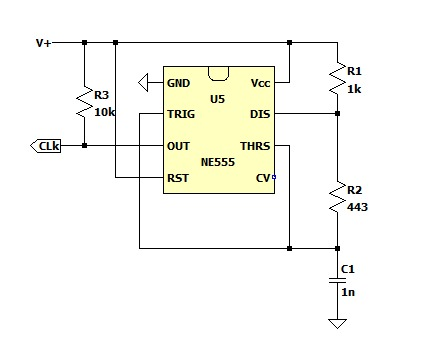 V+
R1
1k
GND
Vcc
R3
10k
U5
TRIG
DIS
CLk
OUT
THRS
NE555
RST
CV
R2
443
C1
1n